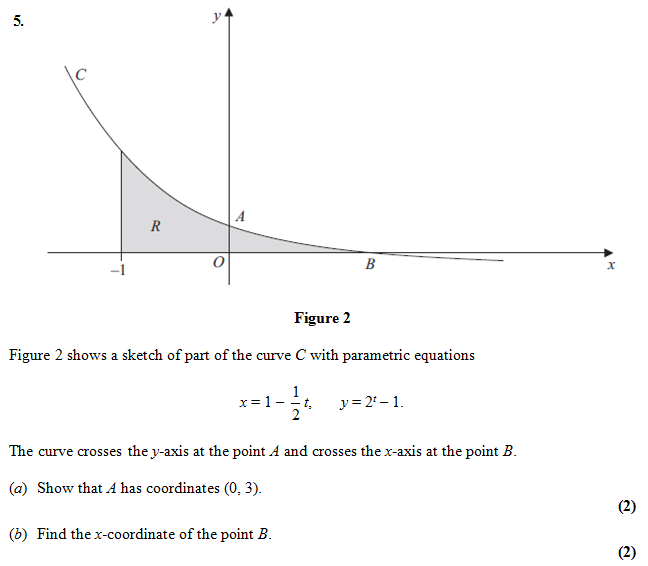 5.
y
C
A
R
–1
O
B
x
Figure 2
Figure 2 shows a sketch of part of the curve C with parametric equations
x = 1 – \frac{1}{2}t, y = 2^t – 1.
The curve crosses the y-axis at the point A and crosses the x-axis at the point B.
(a) Show that A has coordinates (0, 3).
(2)
(b) Find the x-coordinate of the point B.
(2)